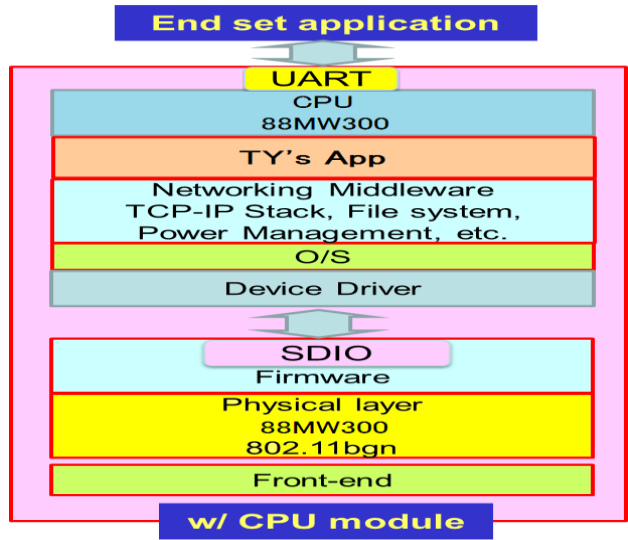 End set application
UART
CPU
88MW300
TY's App
Networking Middleware
TCP-IP Stack, File system,
Power Management, etc.
O/S
Device Driver
SDIO
Firmware
Physical layer
88MW300
802.11bgn
Front-end
w/ CPU module